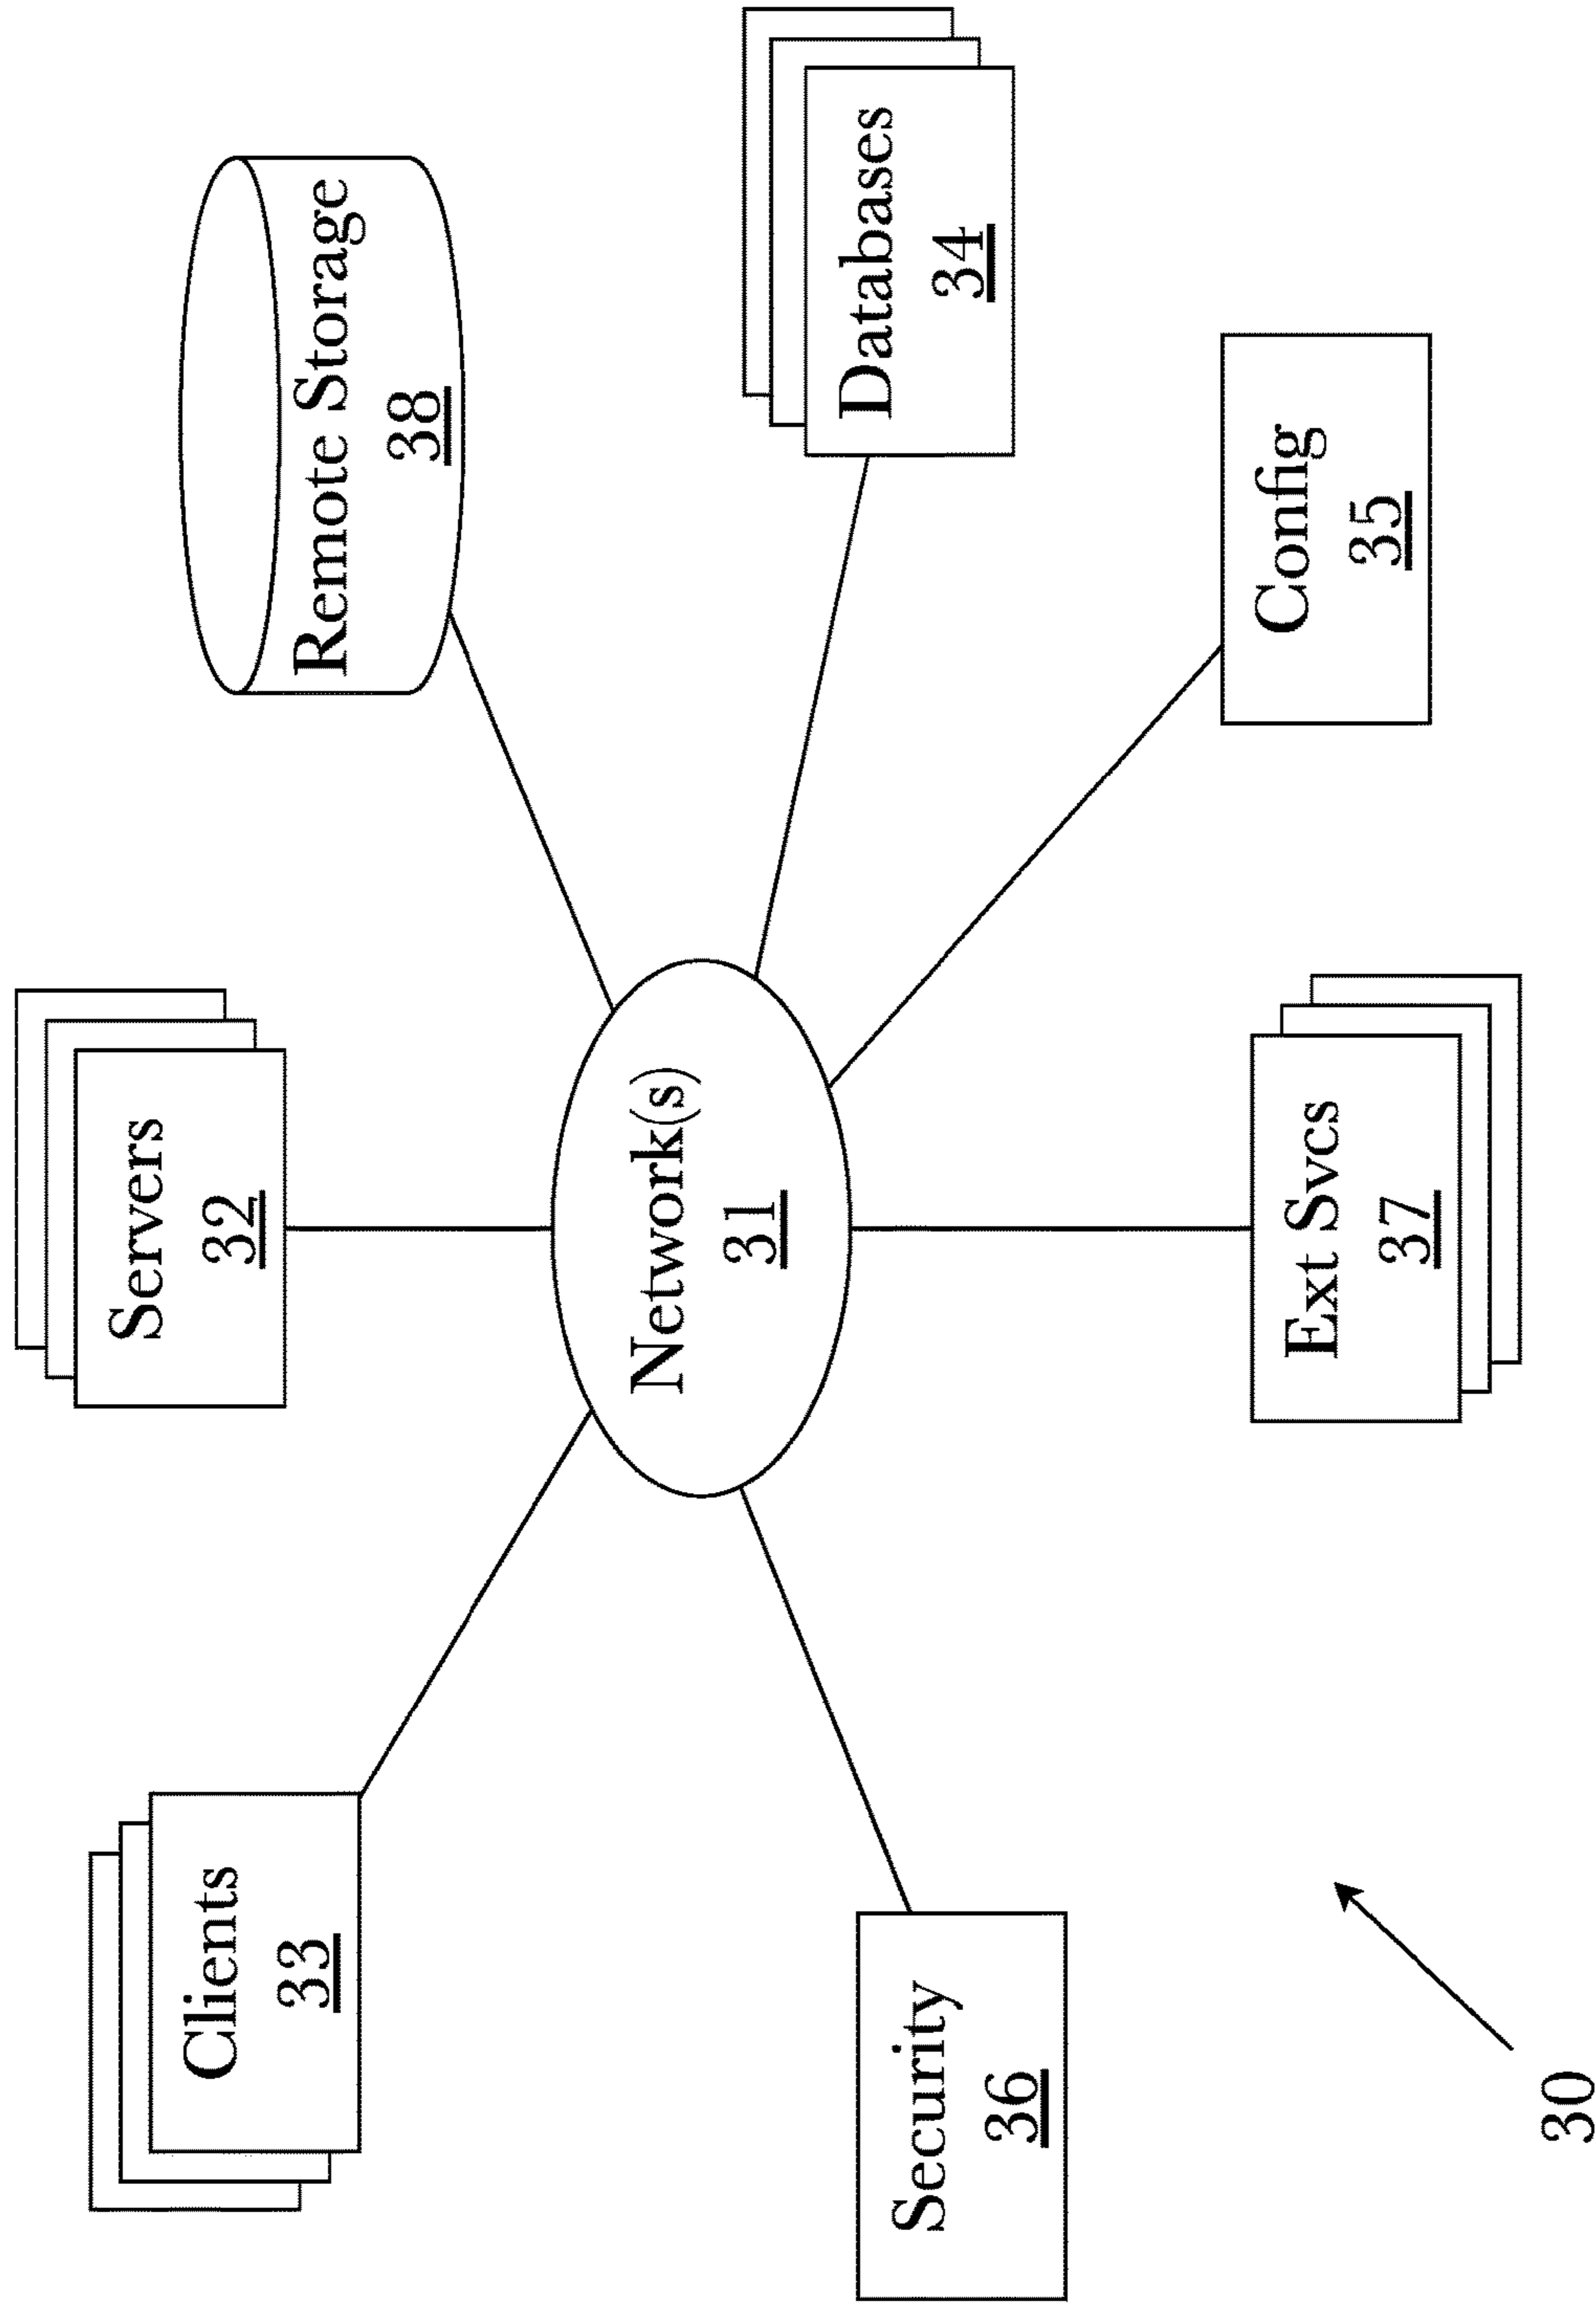 Servers
32
Clients
33
Remote Storage
38
Network(s)
31
Databases
34
Security
36
Ext Svcs
37
Config
35
30